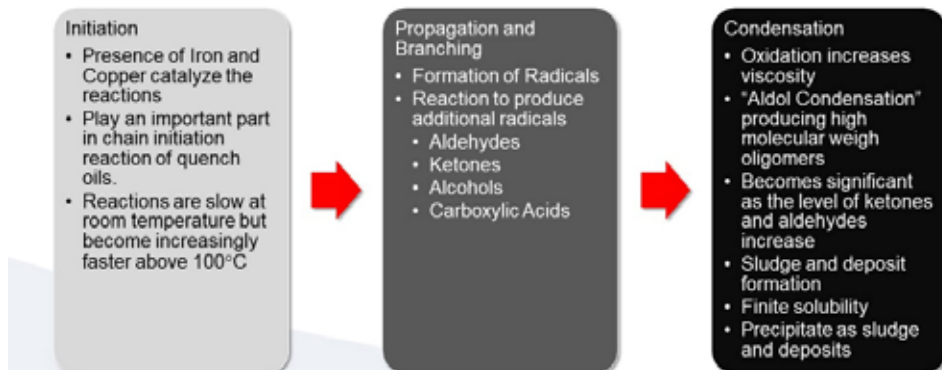 Initiation
• Presence of Iron and
Copper catalyze the
reactions
• Play an important part
in chain initiation
reaction of quench
oils.
• Reactions are slow at
room temperature but
become increasingly
faster above 100°C
Propagation and
Branching
• Formation of Radicals
• Reaction to produce
additional radicals
• Aldehydes
• Ketones
• Alcohols
• Carboxylic Acids
Condensation
• Oxidation increases
viscosity
• “Aldol Condensation”
producing high
molecular weigh
oligomers
• Becomes significant
as the level of ketones
and aldehydes
increase
• Sludge and deposit
formation
• Finite solubility
• Precipitate as sludge
and deposits